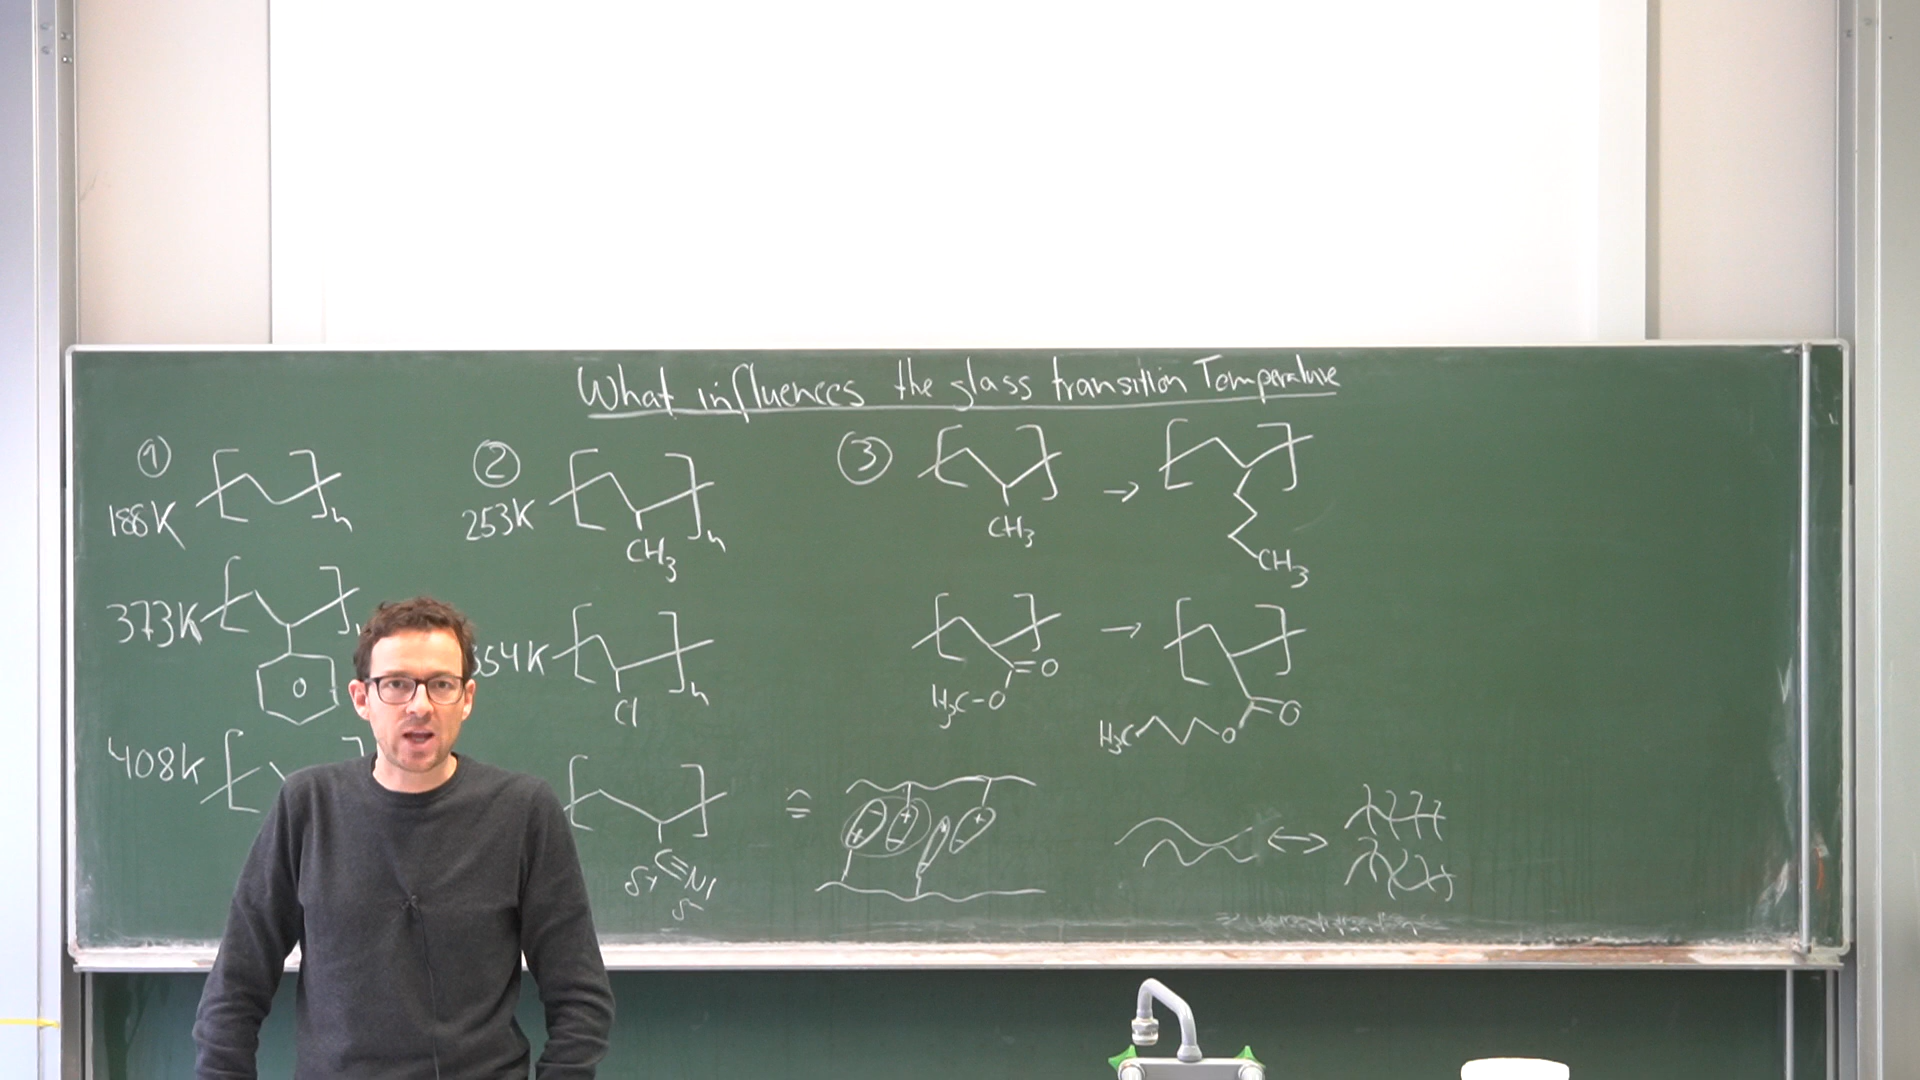 What influences the glass transition Temperature
①
188K
n
373K
408K
②
253K
CH3
n
354K
Cl
n
C≡N|
δ+
δ-
③
CH3
→
CH3
H3C-O
=O
→
H3C
O
O
≙
- + + - + -
↔